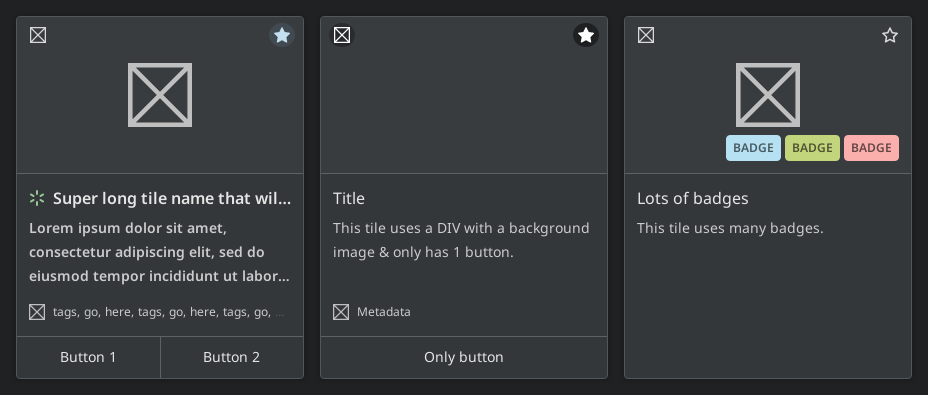 Super long tile name that wil...
Lorem ipsum dolor sit amet,
consectetur adipiscing elit, sed do
eiusmod tempor incididunt ut labor...
tags, go, here, tags, go, here, tags, go, ...
Button 1
Button 2
Title
This tile uses a DIV with a background
image & only has 1 button.
Metadata
Only button
BADGE
BADGE
BADGE
Lots of badges
This tile uses many badges.